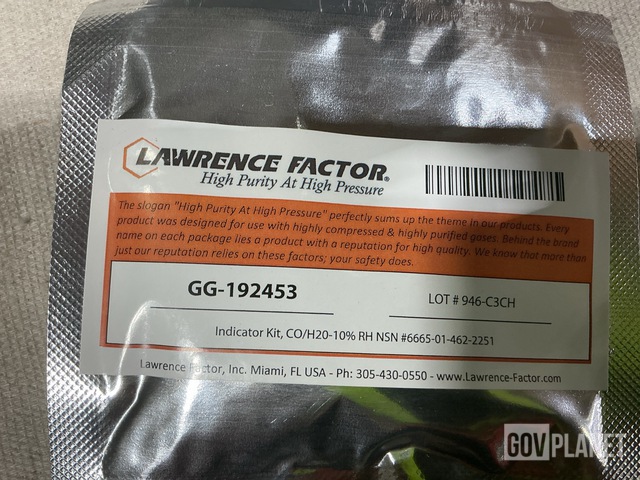 LAWRENCE FACTOR®
High Purity At High Pressure
The slogan "High Purity At High Pressure" perfectly sums up the theme in our products. Every
product was designed for use with highly compressed & highly purified gases. Behind the brand
name on each package lies a product with a reputation for high quality. We know that more than
just our reputation relies on these factors; your safety does.
GG-192453
LOT # 946-C3CH
Indicator Kit, CO/H20-10% RH NSN #6665-01-462-2251
Lawrence Factor, Inc. Miami, FL USA - Ph: 305-430-0550 - www.Lawrence-Factor.com
GOVPLANET